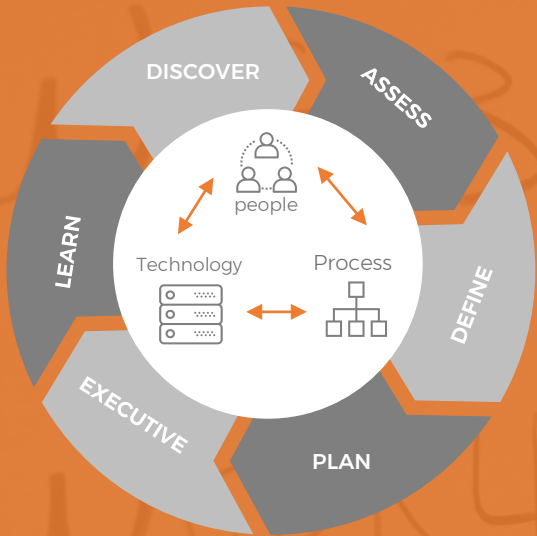 DISCOVER
ASSESS
DEFINE
PLAN
EXECUTIVE
LEARN
people
Technology
Process